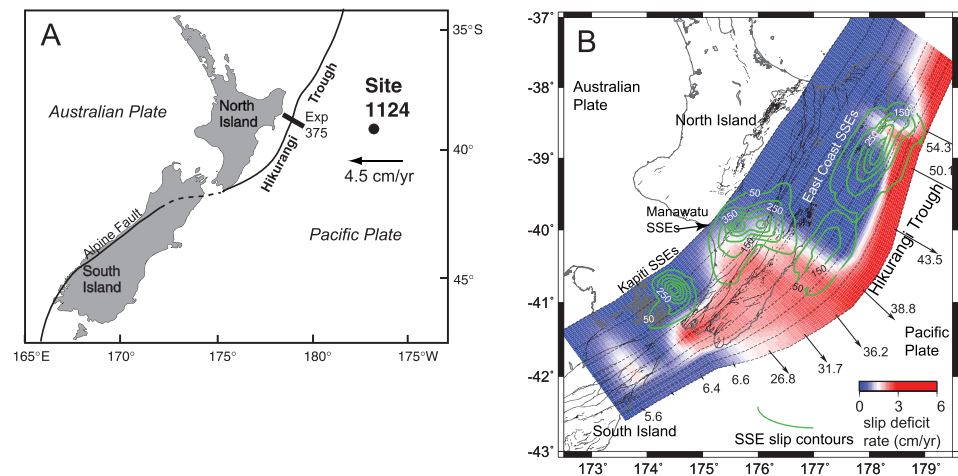 A
35°S
40°
45°
165°E
170°
175°
180°
175°W
Australian Plate
North
Island
Hikurangi
Trough
Exp
375
Site
1124
4.5 cm/yr
Pacific Plate
Alpine Fault
South
Island
B
-37°
-38°
-39°
-40°
-41°
-42°
-43°
173°
174°
175°
176°
177°
178°
179°
Australian
Plate
North Island
East Coast SSEs
150
250
54.3
50.1
50
Manawatu
SSEs
350
250
150
Hikurangi Trough
43.5
Kapiti SSEs
250
50
150
50
38.8
Pacific
Plate
36.2
31.7
26.8
6.6
6.4
5.6
South Island
SSE slip contours
0
3
6
slip deficit
rate (cm/yr)